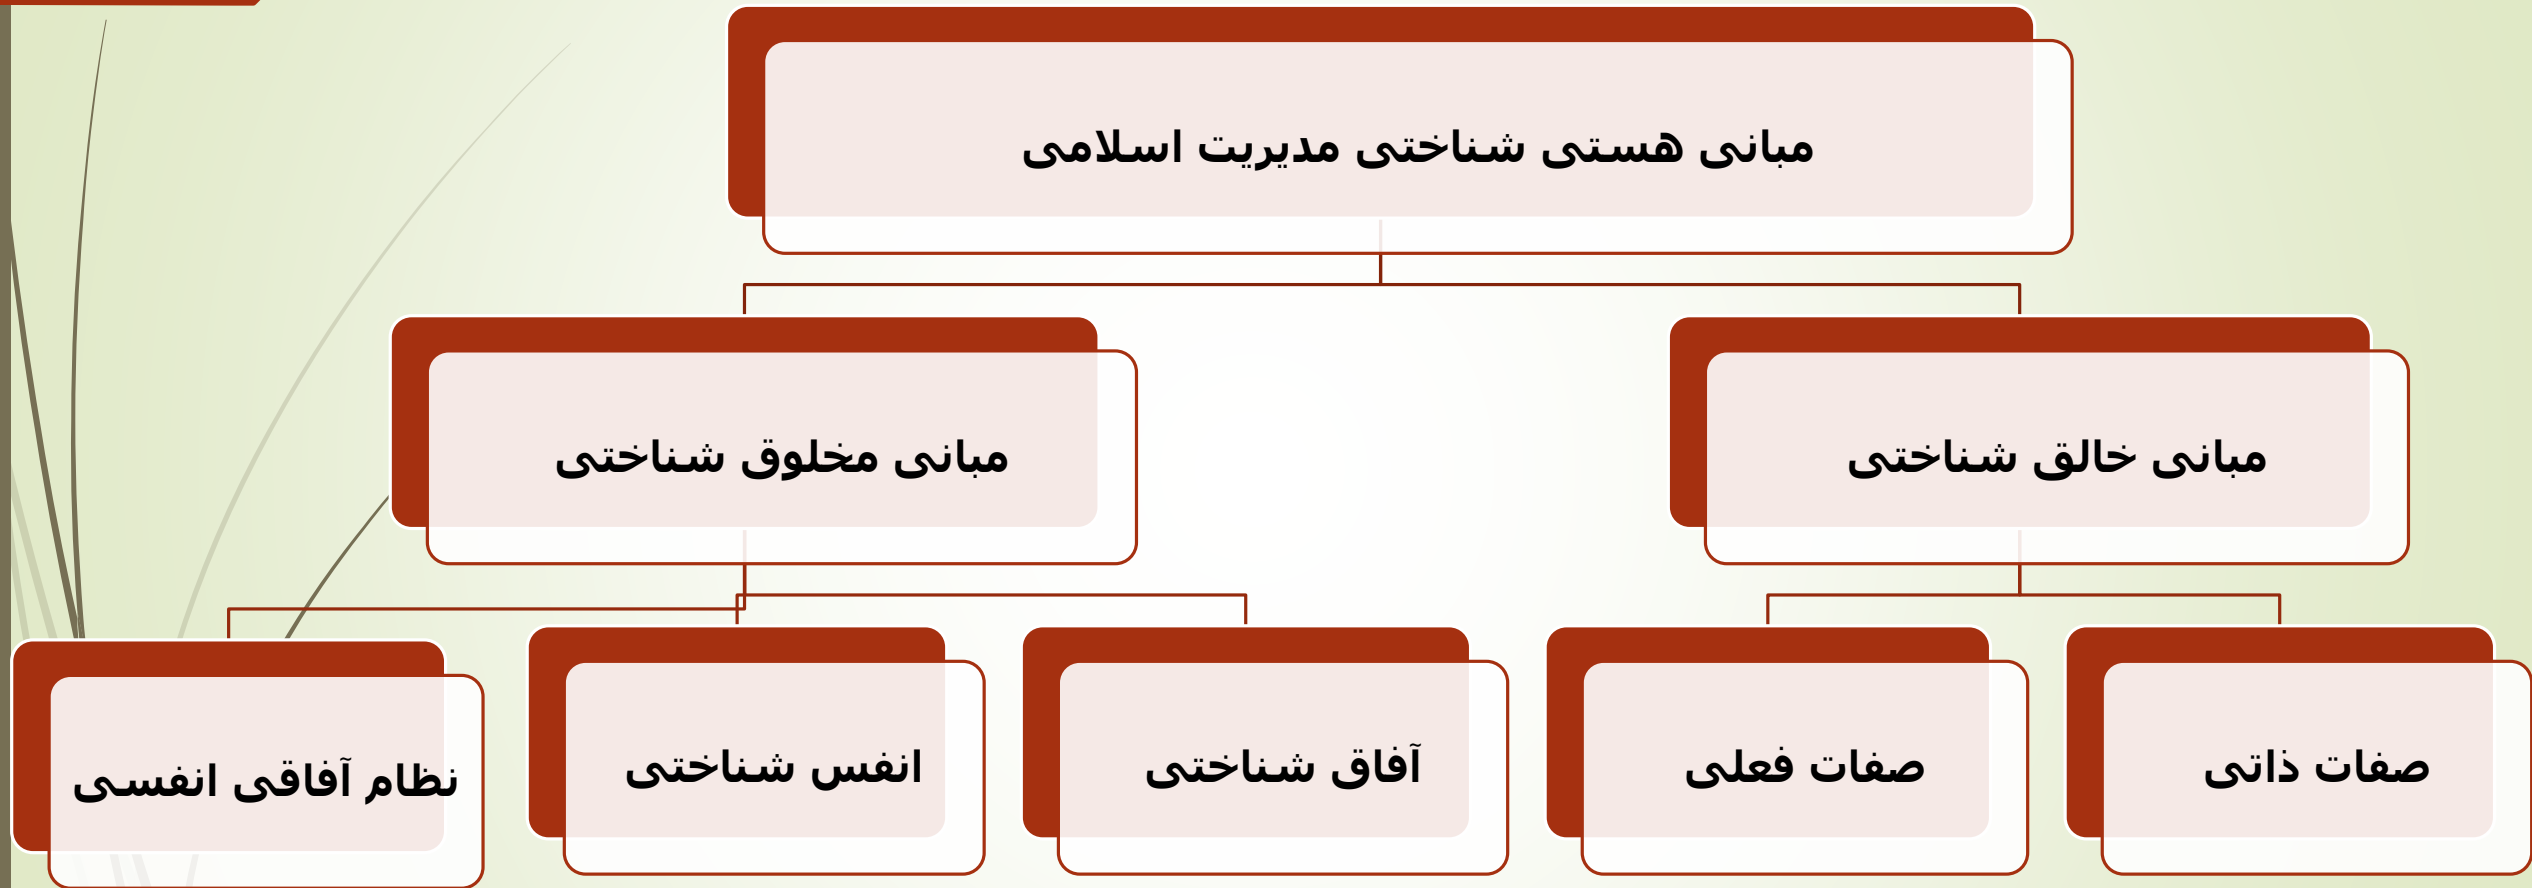 مبانی هستی شناختی مدیریت اسلامی
مبانی خالق شناختی
مبانی مخلوق شناختی
صفات ذاتی
صفات فعلی
آفاق شناختی
انفس شناختی
نظام آفاقی انفسی